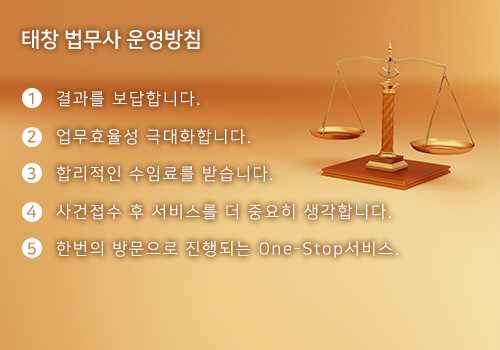 태창 법무사 운영방침
1 결과를 보답합니다.
2 업무효율성 극대화합니다.
3 합리적인 수임료를 받습니다.
4 사건접수 후 서비스를 더 중요히 생각합니다.
5 한번의 방문으로 진행되는 One-Stop서비스.